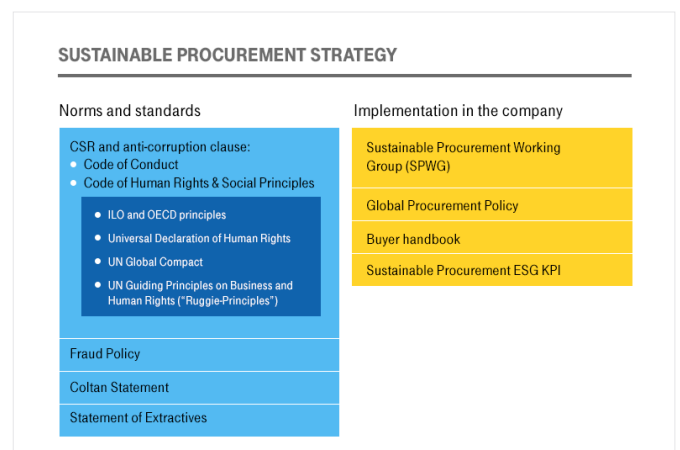 SUSTAINABLE PROCUREMENT STRATEGY
Norms and standards
CSR and anti-corruption clause:
Code of Conduct
Code of Human Rights & Social Principles
ILO and OECD principles
Universal Declaration of Human Rights
UN Global Compact
UN Guiding Principles on Business and
Human Rights (“Ruggie-Principles”)
Fraud Policy
Coltan Statement
Statement of Extractives
Implementation in the company
Sustainable Procurement Working
Group (SPWG)
Global Procurement Policy
Buyer handbook
Sustainable Procurement ESG KPI